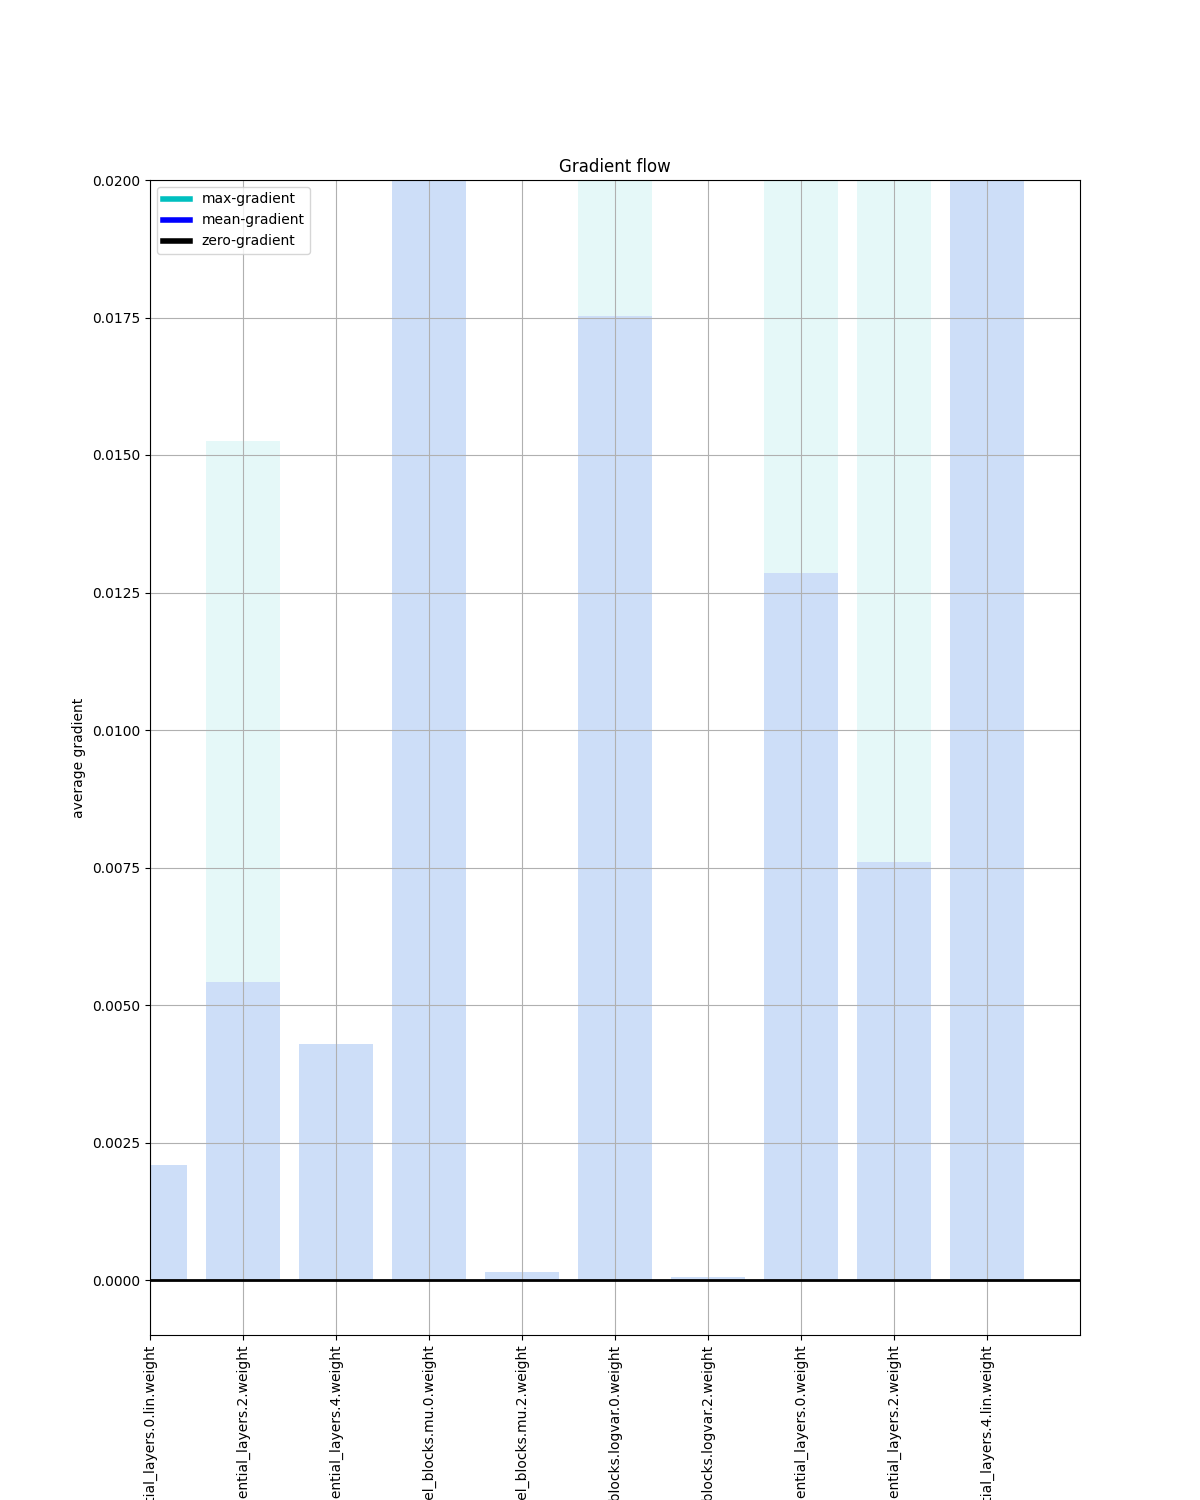 Gradient flow
max-gradient
mean-gradient
zero-gradient
0.0200
0.0175
0.0150
0.0125
0.0100
0.0075
0.0050
0.0025
0.0000
average gradient
tial_layers.0.lin.weight
ential_layers.2.weight
ential_layers.4.weight
el_blocks.mu.0.weight
el_blocks.mu.2.weight
blocks.logvar.0.weight
blocks.logvar.2.weight
ential_layers.0.weight
ential_layers.2.weight
tial_layers.4.lin.weight